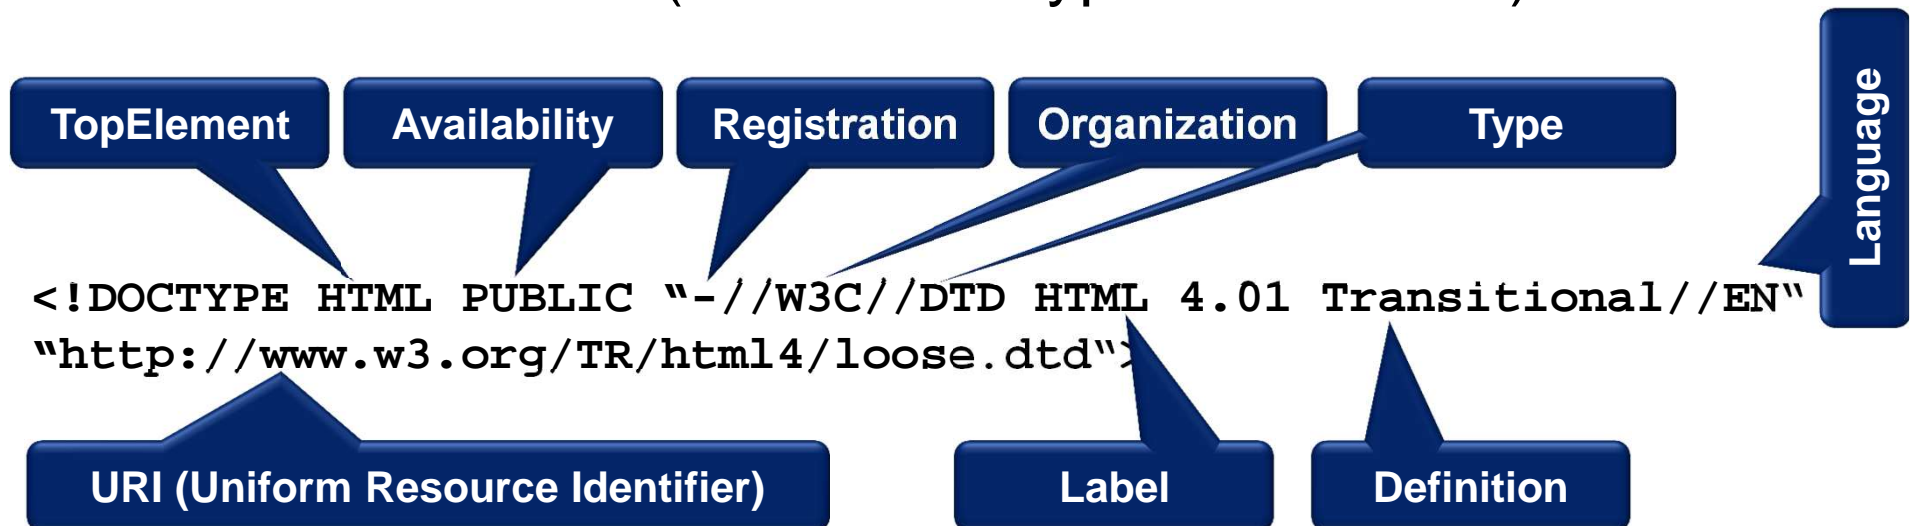 TopElement Availability Registration Organization Type
Language
<!DOCTYPE HTML PUBLIC “-//W3C//DTD HTML 4.01 Transitional//EN“
“http://www.w3.org/TR/html4/loose.dtd“>
URI (Uniform Resource Identifier) Label Definition